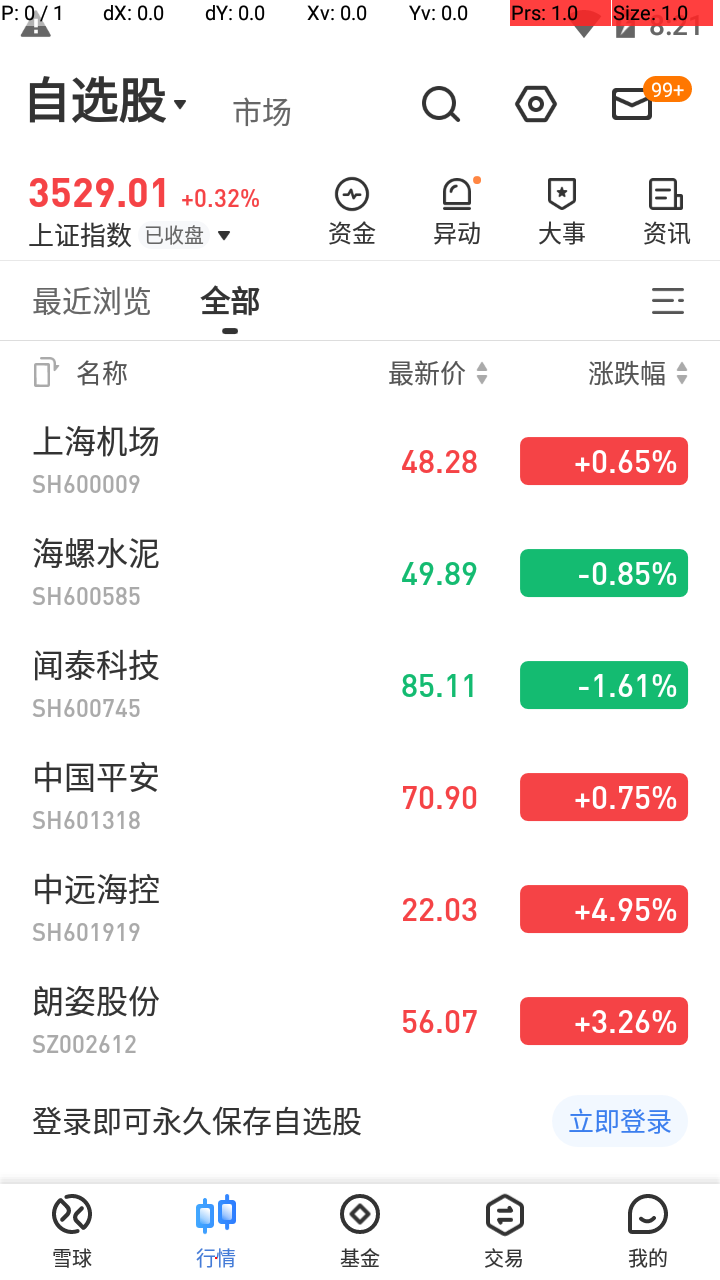 P: 0 / 1 dX: 0.0 dY: 0.0 Xv: 0.0 Yv: 0.0 Prs: 1.0 Size: 1.0
8:21
自选股 市场 99+
3529.01 +0.32%
上证指数 已收盘
资金 异动 大事 资讯
最近浏览 全部
名称 最新价 涨跌幅
上海机场
SH600009 48.28 +0.65%
海螺水泥
SH600585 49.89 -0.85%
闻泰科技
SH600745 85.11 -1.61%
中国平安
SH601318 70.90 +0.75%
中远海控
SH601919 22.03 +4.95%
朗姿股份
SZ002612 56.07 +3.26%
登录即可永久保存自选股 立即登录
雪球 行情 基金 交易 我的